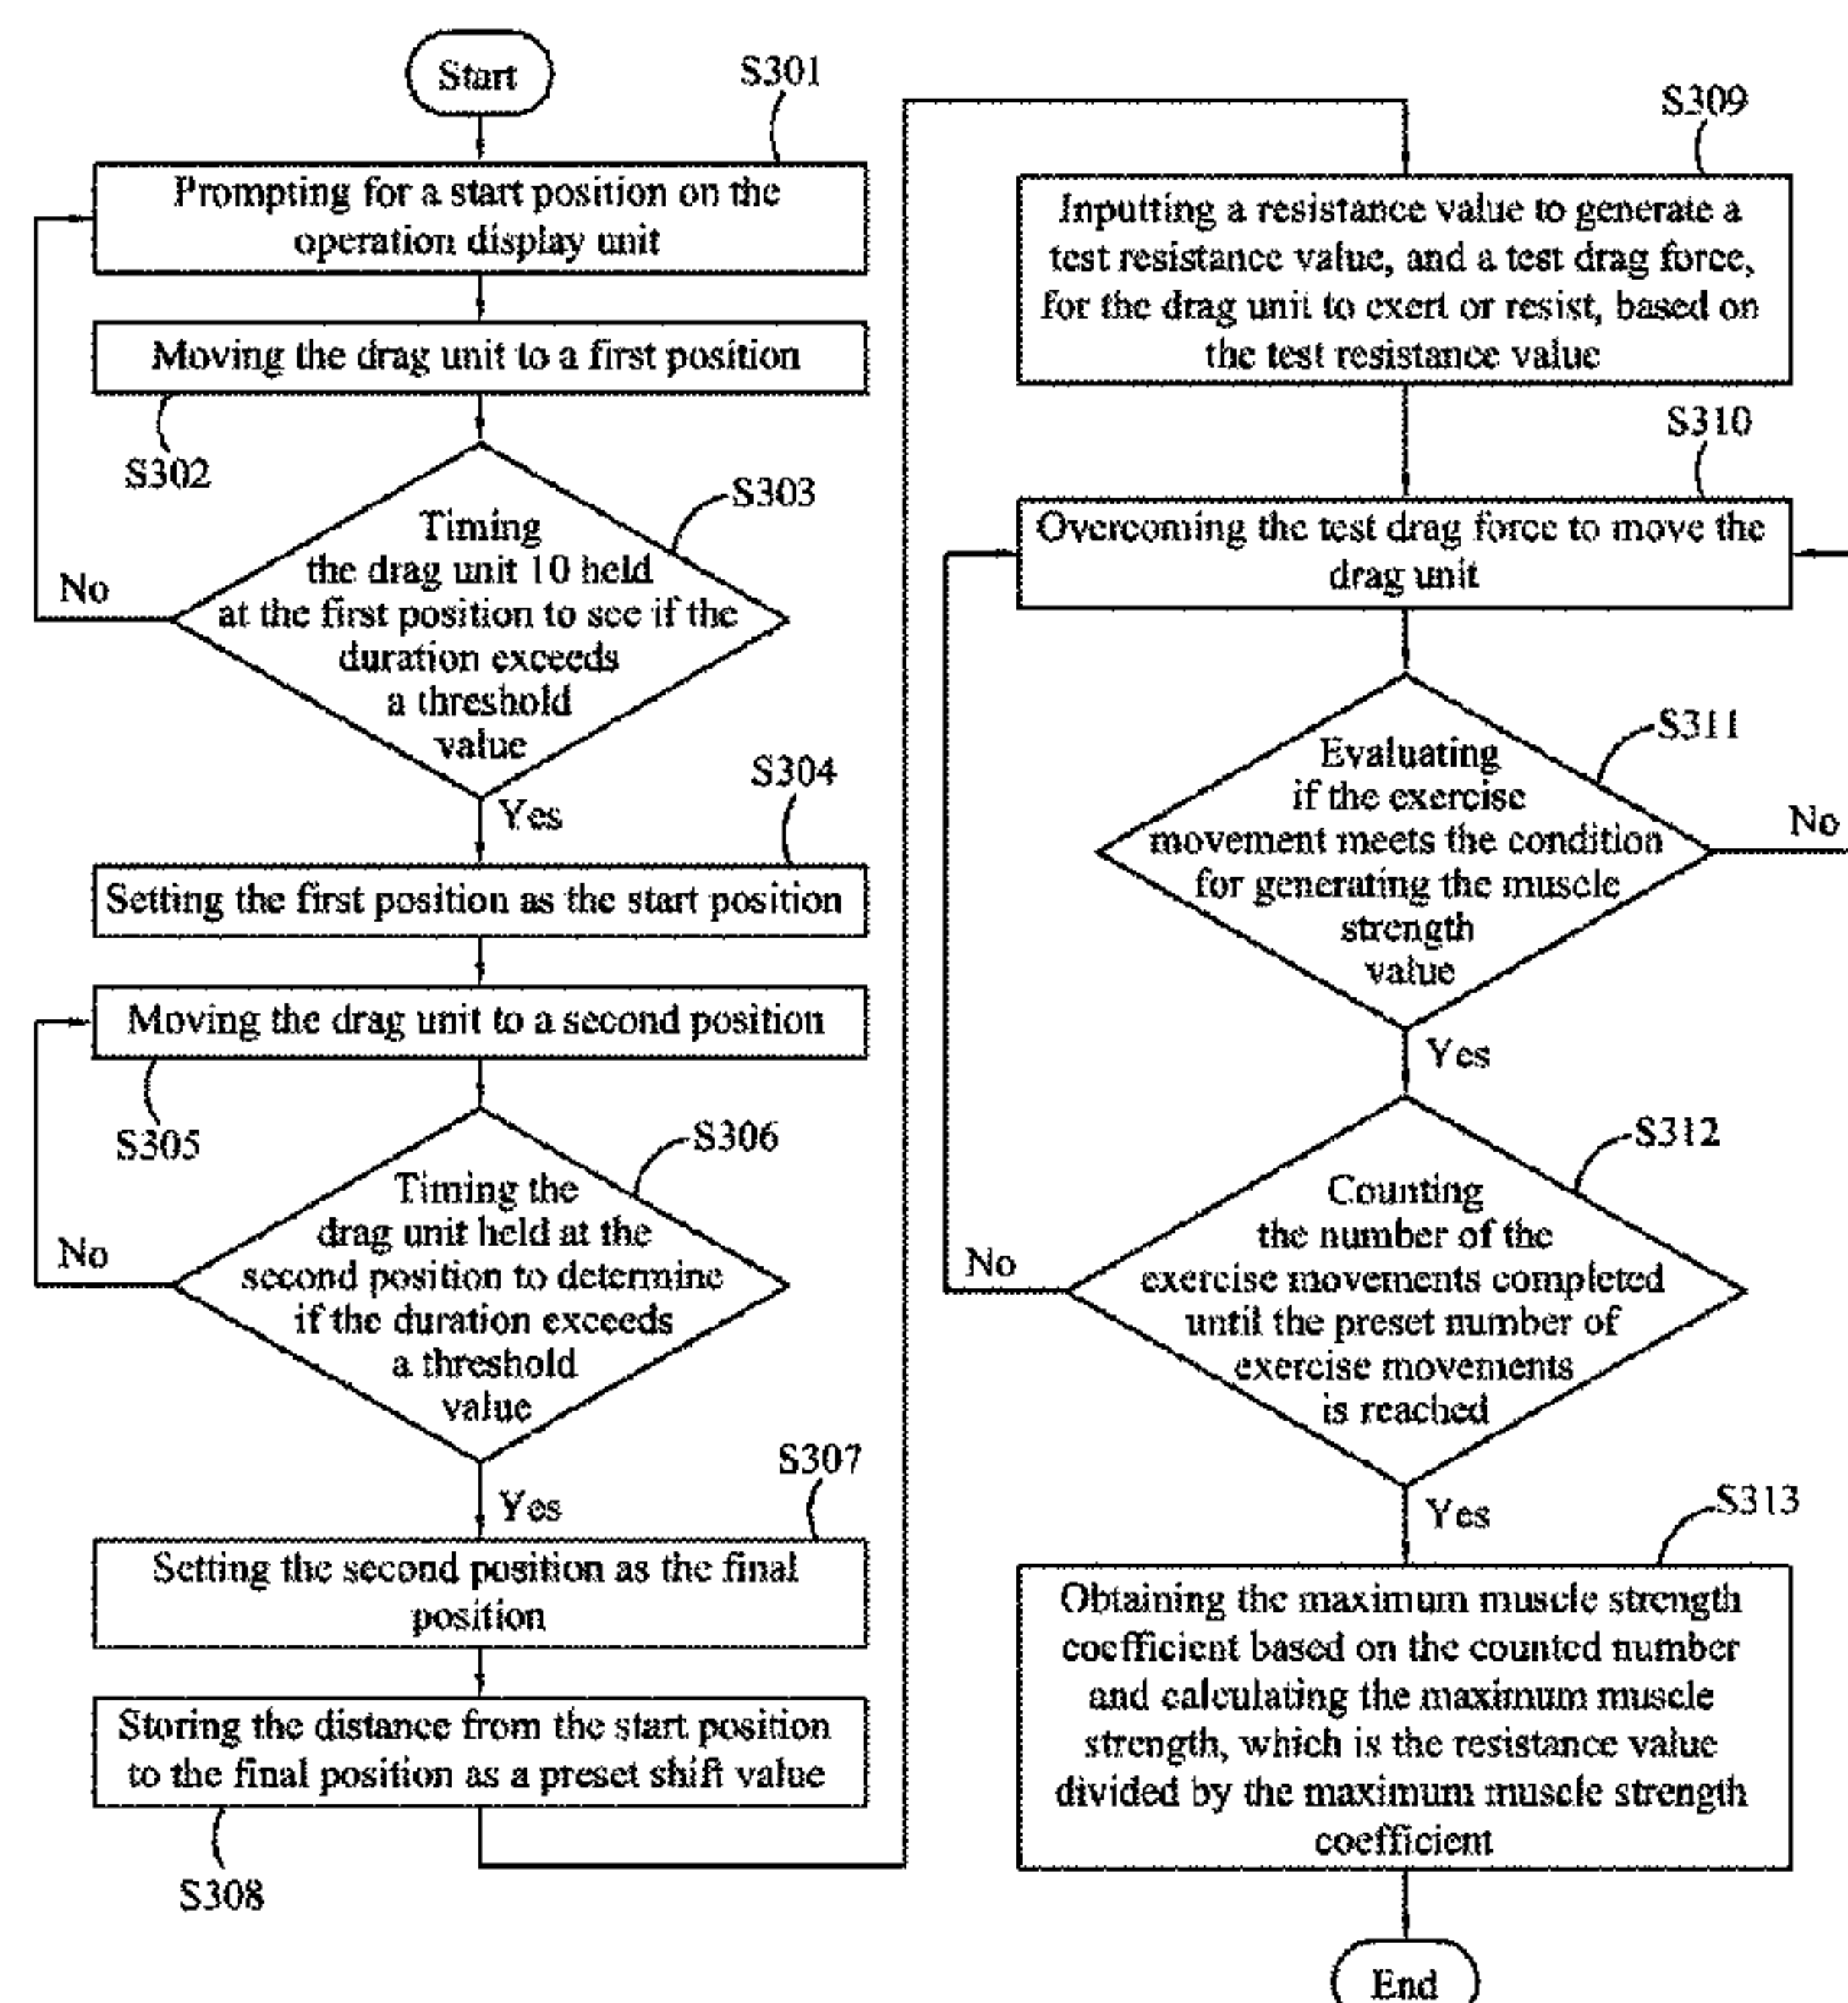 Start
S301
Prompting for a start position on the
operation display unit
Moving the drag unit to a first position
S302
S303
Timing
the drag unit 10 held
at the first position to see if the
duration exceeds
a threshold
value
No
Yes
S304
Setting the first position as the start position
Moving the drag unit to a second position
S305
S306
Timing the
drag unit held at the
second position to determine
if the duration exceeds
a threshold
value
No
Yes
S307
Setting the second position as the final
position
Storing the distance from the start position
to the final position as a preset shift value
S308
S309
Inputting a resistance value to generate a
test resistance value, and a test drag force,
for the drag unit to exert or resist, based on
the test resistance value
S310
Overcoming the test drag force to move the
drag unit
S311
Evaluating
if the exercise
movement meets the condition
for generating the muscle
strength
value
No
Yes
S312
Counting
the number of the
exercise movements completed
until the preset number of
exercise movements
is reached
No
Yes
S313
Obtaining the maximum muscle strength
coefficient based on the counted number
and calculating the maximum muscle
strength, which is the resistance value
divided by the maximum muscle strength
coefficient
End